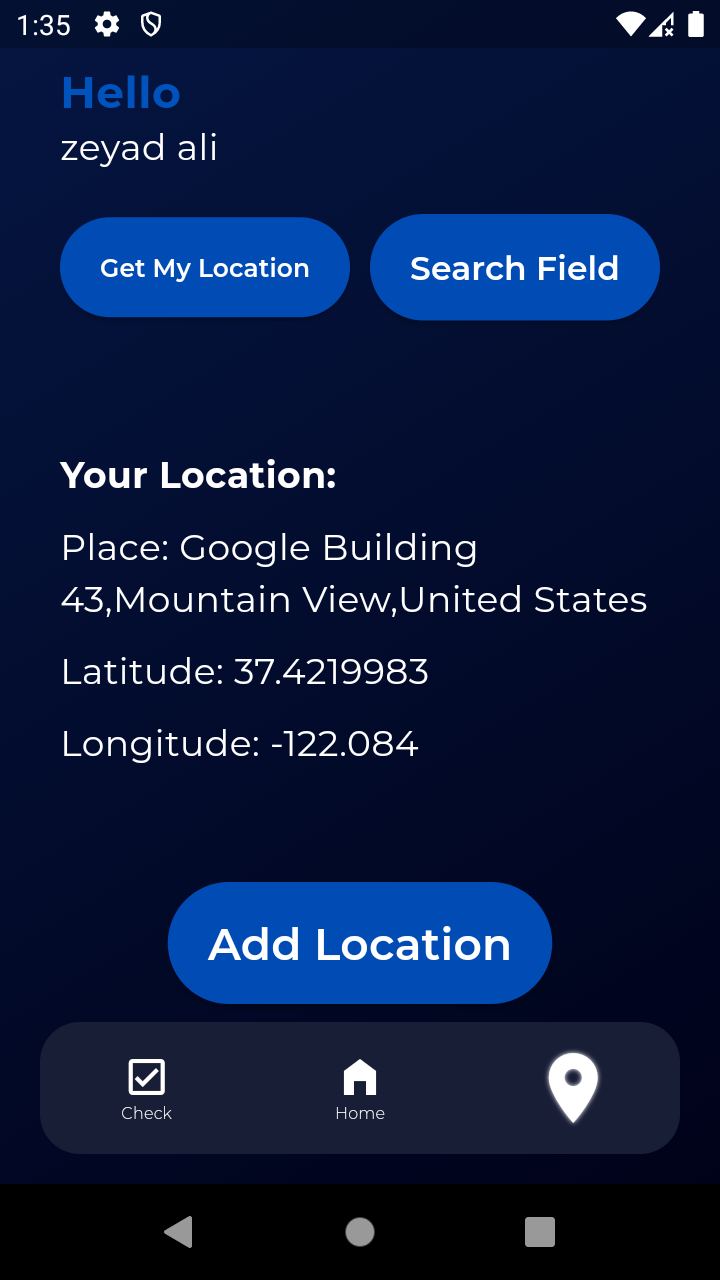 1:35
Hello
zeyad ali
Get My Location
Search Field
Your Location:
Place: Google Building
43,Mountain View,United States
Latitude: 37.4219983
Longitude: -122.084
Add Location
Check
Home